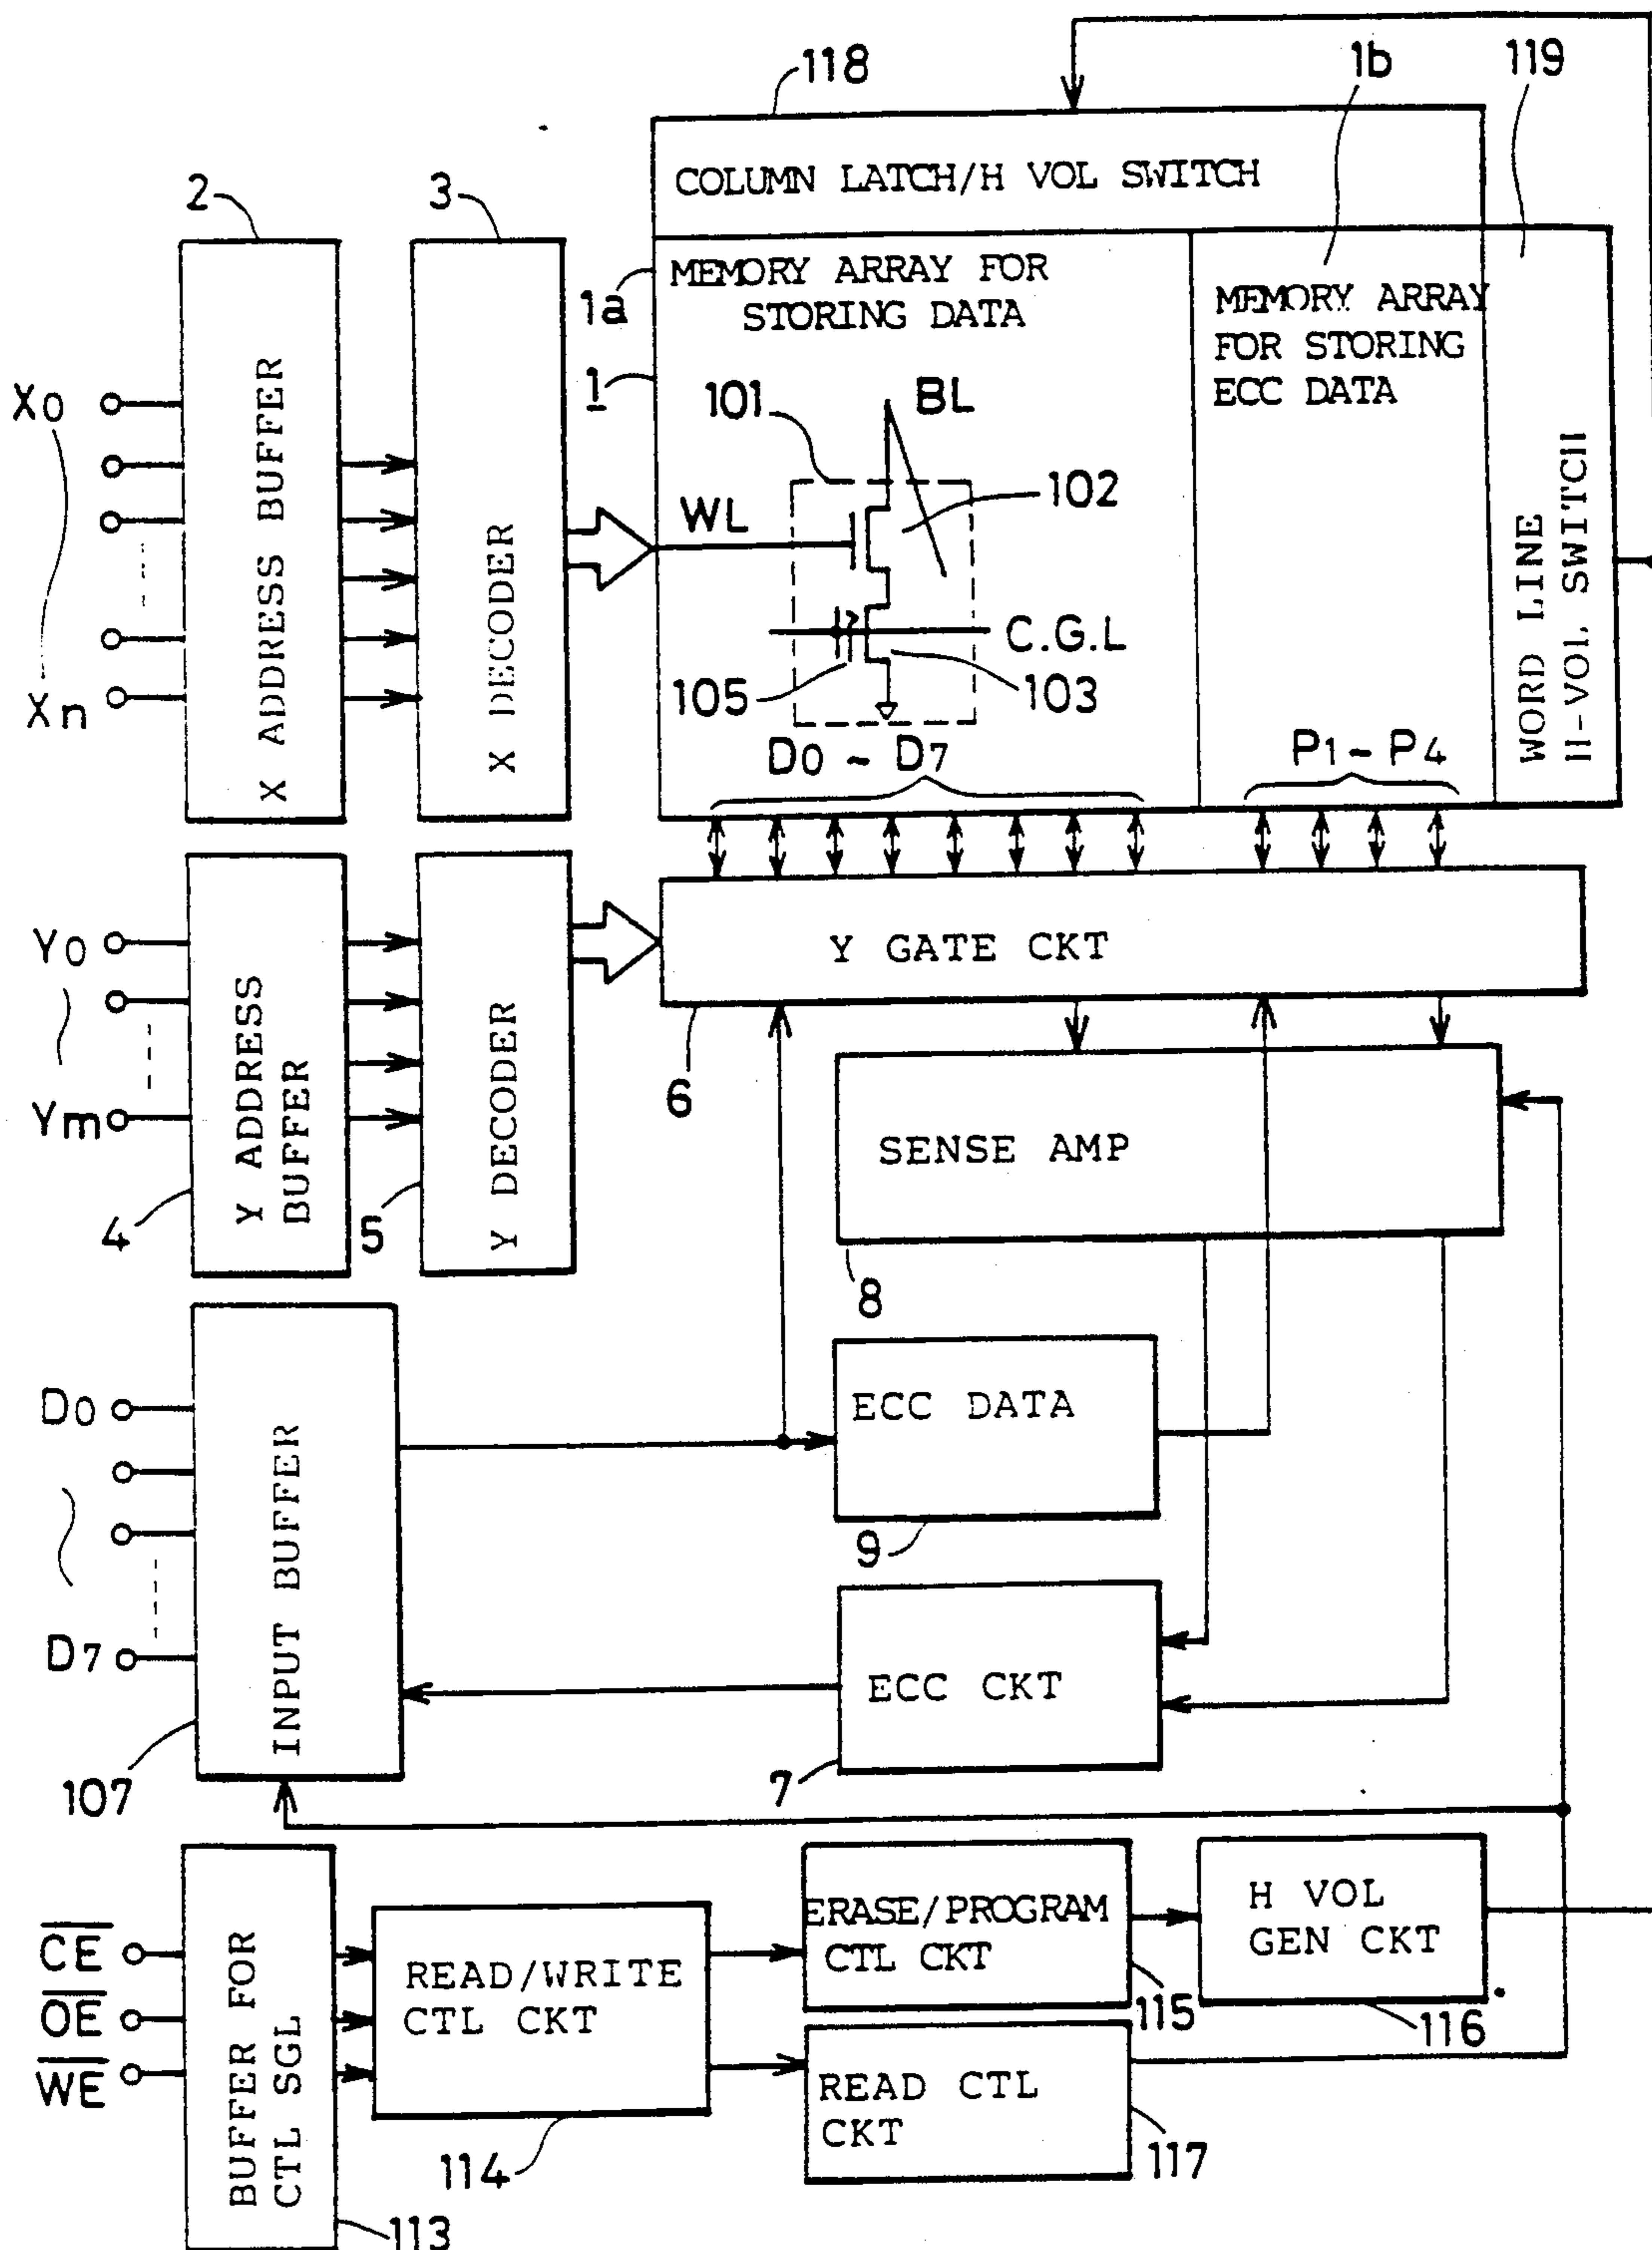 118
1b
119
COLUMN LATCH/H VOL SWITCH
2
3
X ADDRESS BUFFER
X DECODER
1a
MEMORY ARRAY FOR
STORING DATA
MEMORY ARRAY
FOR STORING
ECC DATA
1
X0
Xn
101
BL
WL
102
C.G.L
105
103
WORD LINE
H-VOL SWITCH
D0 ~ D7
P1 ~ P4
Y0
Ym
Y ADDRESS
BUFFER
Y DECODER
Y GATE CKT
4
5
6
SENSE AMP
8
D0
D7
INPUT BUFFER
107
ECC DATA
9
ECC CKT
7
CE
OE
WE
BUFFER FOR
CTL SGL
113
READ/WRITE
CTL CKT
114
ERASE/PROGRAM
CTL CKT
115
H VOL
GEN CKT
116
READ CTL
CKT
117